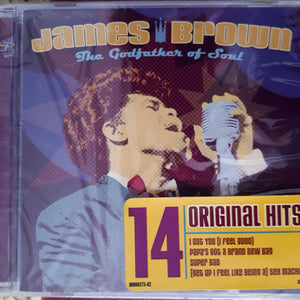 James Brown
The Godfather of Soul
14 ORIGINAL HITS
I GOT YOU (I FEEL GOOD)
PAPA'S GOT A BRAND NEW BAG
SUPER BAD
(GET UP I FEEL LIKE BEING A) SEX MACH